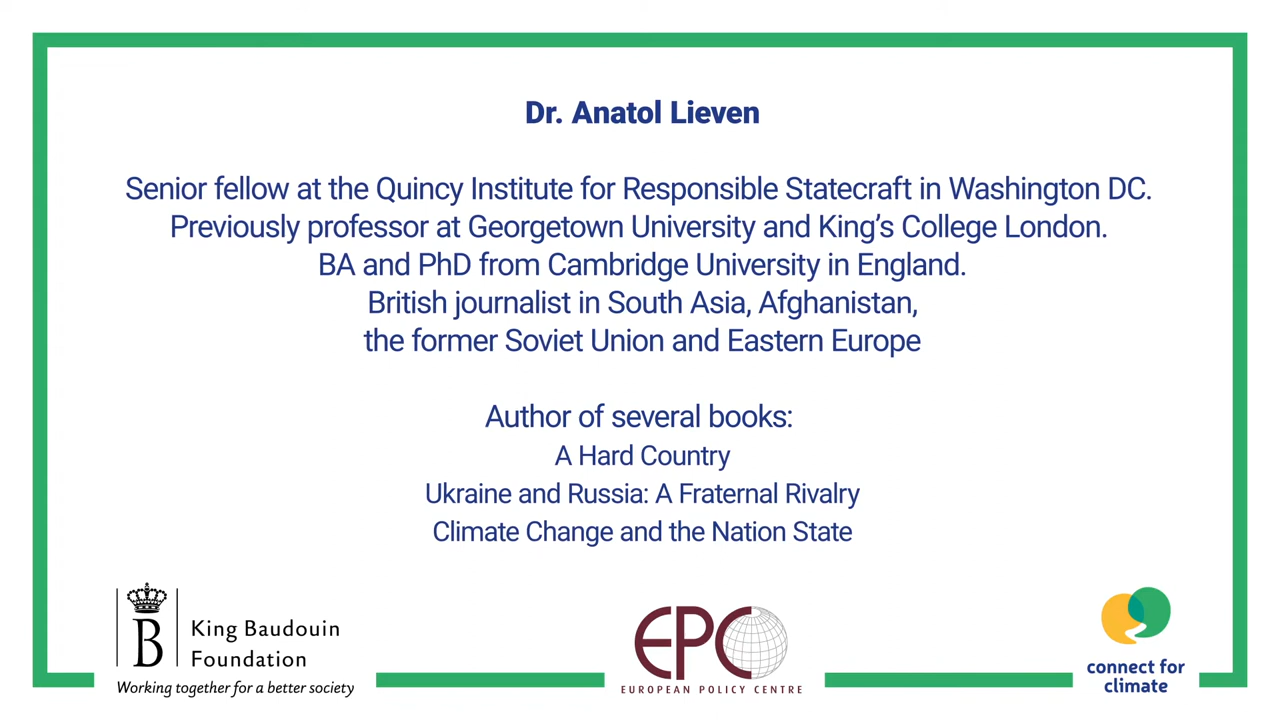 Dr. Anatol Lieven
Senior fellow at the Quincy Institute for Responsible Statecraft in Washington DC.
Previously professor at Georgetown University and King's College London.
BA and PhD from Cambridge University in England.
British journalist in South Asia, Afghanistan,
the former Soviet Union and Eastern Europe
Author of several books:
A Hard Country
Ukraine and Russia: A Fraternal Rivalry
Climate Change and the Nation State
B
King Baudouin
Foundation
Working together for a better society
EPC
EUROPEAN POLICY CENTRE
connect for
climate